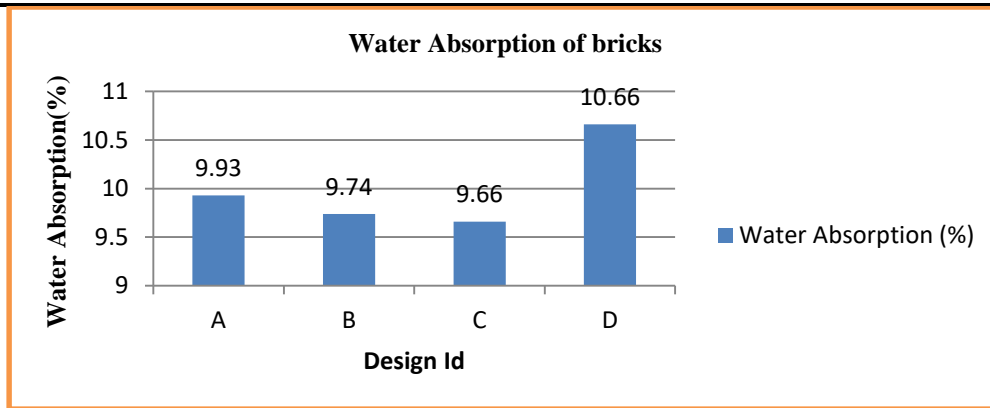 Water Absorption of bricks
Water Absorption(%)
11
10.5
10
9.5
9
9.93
9.74
9.66
10.66
A B C D
Design Id
Water Absorption (%)